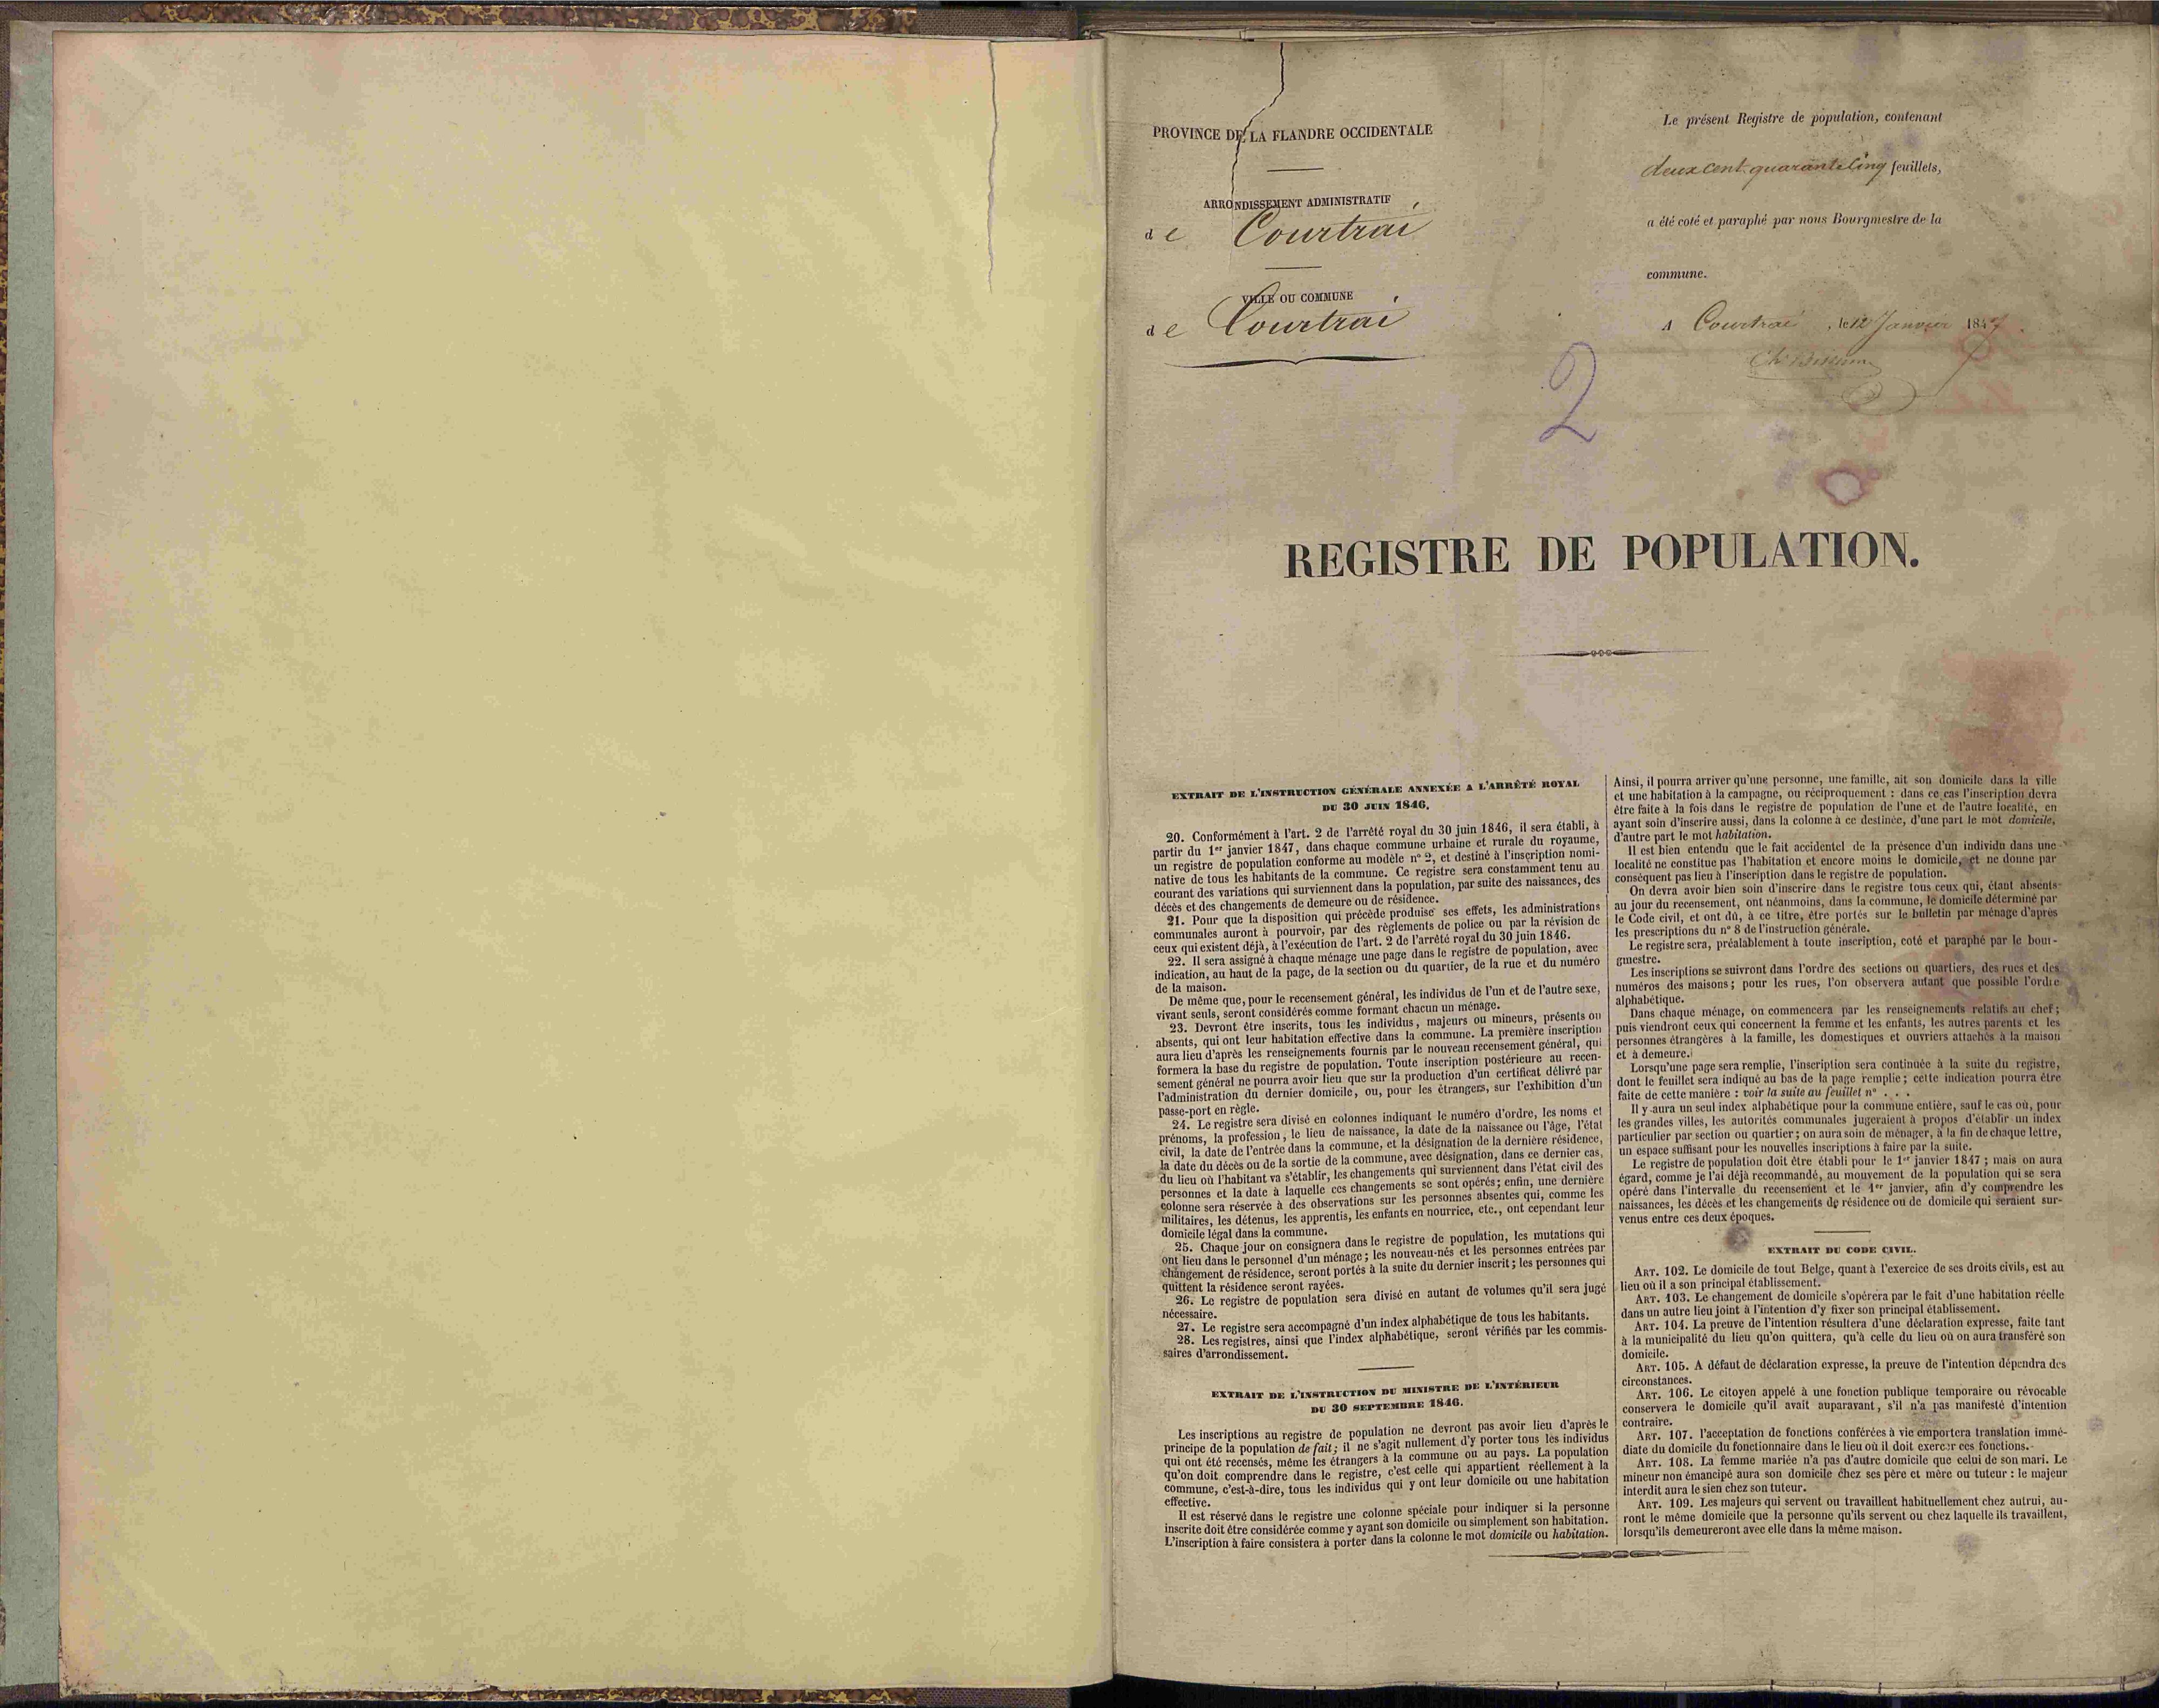 PROVINCE DE LA FLANDRE OCCIDENTALE
ARRONDISSEMENT ADMINISTRATIF
de Courtrai
VILLE OU COMMUNE
de Courtrai
Le présent Registre de population, contenant
deux cent quarante cinq feuillets,
a été coté et paraphé par nous Bourgmestre de la
commune.
A Courtrai, le 12 Janvier 1847.
2
REGISTRE DE POPULATION.
EXTRAIT DE L'INSTRUCTION GÉNÉRALE ANNEXÉE A L'ARRÊTÉ ROYAL
DU 30 JUIN 1846.
20. Conformément à l'art. 2 de l'arrêté royal du 30 juin 1846, il sera établi, à
partir du 1er janvier 1847, dans chaque commune urbaine et rurale du royaume,
un registre de population conforme au modèle n° 2, et destiné à l'inscription nomi-
native de tous les habitants de la commune. Ce registre sera constamment tenu au
courant des variations qui surviennent dans la population, par suite des naissances, des
décès et des changements de demeure ou de résidence.
21. Pour que la disposition qui précède produise ses effets, les administrations
communales auront à pourvoir, par des règlements de police ou par la révision de
ceux qui existent déjà, à l'exécution de l'art. 2 de l'arrêté royal du 30 juin 1846.
22. Il sera assigné à chaque ménage une page dans le registre de population, avec
indication, au haut de la page, de la section ou du quartier, de la rue et du numéro
de la maison.
De même que, pour le recensement général, les individus de l'un et de l'autre sexe,
vivant seuls, seront considérés comme formant chacun un ménage.
23. Devront être inscrits, tous les individus, majeurs ou mineurs, présents ou
absents, qui ont leur habitation effective dans la commune. La première inscription
aura lieu d'après les renseignements fournis par le nouveau recensement général, qui
formera la base du registre de population. Toute inscription postérieure au recen-
sement général ne pourra avoir lieu que sur la production d'un certificat délivré par
l'administration du dernier domicile, ou, pour les étrangers, sur l'exhibition d'un
passe-port en règle.
24. Le registre sera divisé en colonnes indiquant le numéro d'ordre, les noms et
prénoms, la profession, le lieu de naissance, la date de la naissance ou l'âge, l'état
civil, la date de l'entrée dans la commune, et la désignation de la dernière résidence,
la date du décès ou de la sortie de la commune, avec désignation, dans ce dernier cas,
du lieu où l'habitant va s'établir, les changements qui surviennent dans l'état civil des
personnes et la date à laquelle ces changements se sont opérés; enfin, une dernière
colonne sera réservée à des observations sur les personnes absentes qui, comme les
militaires, les détenus, les apprentis, les enfants en nourrice, etc., ont cependant leur
domicile légal dans la commune.
25. Chaque jour on consignera dans le registre de population, les mutations qui
ont lieu dans le personnel d'un ménage; les nouveau-nés et les personnes entrées par
changement de résidence, seront portés à la suite du dernier inscrit; les personnes qui
quittent la résidence seront rayées.
26. Le registre de population sera divisé en autant de volumes qu'il sera jugé
nécessaire.
27. Le registre sera accompagné d'un index alphabétique de tous les habitants.
28. Les registres, ainsi que l'index alphabétique, seront vérifiés par les commis-
saires d'arrondissement.
EXTRAIT DE L'INSTRUCTION DU MINISTRE DE L'INTÉRIEUR
DU 30 SEPTEMBRE 1846.
Les inscriptions au registre de population ne devront pas avoir lieu d'après le
principe de la population de fait; il ne s'agit nullement d'y porter tous les individus
qui ont été recensés, même les étrangers à la commune ou au pays. La population
qu'on doit comprendre dans le registre, c'est celle qui appartient réellement à la
commune, c'est-à-dire, tous les individus qui y ont leur domicile ou une habitation
effective.
Il est réservé dans le registre une colonne spéciale pour indiquer si la personne
inscrite doit être considérée comme y ayant son domicile ou simplement son habitation.
L'inscription à faire consistera à porter dans la colonne le mot domicile ou habitation.
Ainsi, il pourra arriver qu'une personne, une famille, ait son domicile dans la ville
et une habitation à la campagne, ou réciproquement : dans ce cas l'inscription devra
être faite à la fois dans le registre de population de l'une et de l'autre localité, en
ayant soin d'inscrire aussi, dans la colonne à ce destinée, d'une part le mot domicile,
d'autre part le mot habitation.
Il est bien entendu que le fait accidentel de la présence d'un individu dans une
localité ne constitue pas l'habitation et encore moins le domicile, et ne donne par
conséquent pas lieu à l'inscription dans le registre de population.
On devra avoir bien soin d'inscrire dans le registre tous ceux qui, étant absents
au jour du recensement, ont néanmoins, dans la commune, le domicile déterminé par
le Code civil, et ont dû, à ce titre, être portés sur le bulletin par ménage d'après
les prescriptions du n° 8 de l'instruction générale.
Le registre sera, préalablement à toute inscription, coté et paraphé par le bour-
gmestre.
Les inscriptions se suivront dans l'ordre des sections ou quartiers, des rues et des
numéros des maisons; pour les rues, l'on observera autant que possible l'ordre
alphabétique.
Dans chaque ménage, on commencera par les renseignements relatifs au chef;
puis viendront ceux qui concernent la femme et les enfants, les autres parents et les
personnes étrangères à la famille, les domestiques et ouvriers attachés à la maison
et à demeure.
Lorsqu'une page sera remplie, l'inscription sera continuée à la suite du registre,
dont le feuillet sera indiqué au bas de la page remplie; cette indication pourra être
faite de cette manière : voir la suite au feuillet n° . . .
Il y aura un seul index alphabétique pour la commune entière, sauf le cas où, pour
les grandes villes, les autorités communales jugeraient à propos d'établir un index
particulier par section ou quartier; on aura soin de ménager, à la fin de chaque lettre,
un espace suffisant pour les nouvelles inscriptions à faire par la suite.
Le registre de population doit être établi pour le 1er janvier 1847; mais on aura
égard, comme je l'ai déjà recommandé, au mouvement de la population qui se sera
opéré dans l'intervalle du recensement et le 1er janvier, afin d'y comprendre les
naissances, les décès et les changements de résidence ou de domicile qui seraient sur-
venus entre ces deux époques.
EXTRAIT DU CODE CIVIL.
ART. 102. Le domicile de tout Belge, quant à l'exercice de ses droits civils, est au
lieu où il a son principal établissement.
ART. 103. Le changement de domicile s'opérera par le fait d'une habitation réelle
dans un autre lieu joint à l'intention d'y fixer son principal établissement.
ART. 104. La preuve de l'intention résultera d'une déclaration expresse, faite tant
à la municipalité du lieu qu'on quittera, qu'à celle du lieu où on aura transféré son
domicile.
ART. 105. A défaut de déclaration expresse, la preuve de l'intention dépendra des
circonstances.
ART. 106. Le citoyen appelé à une fonction publique temporaire ou révocable
conservera le domicile qu'il avait auparavant, s'il n'a pas manifesté d'intention
contraire.
ART. 107. l'acceptation de fonctions conférées à vie emportera translation immé-
diate du domicile du fonctionnaire dans le lieu où il doit exercer ces fonctions.
ART. 108. La femme mariée n'a pas d'autre domicile que celui de son mari. Le
mineur non émancipé aura son domicile chez ses père et mère ou tuteur : le majeur
interdit aura le sien chez son tuteur.
ART. 109. Les majeurs qui servent ou travaillent habituellement chez autrui, au-
ront le même domicile que la personne qu'ils servent ou chez laquelle ils travaillent,
lorsqu'ils demeureront avec elle dans la même maison.